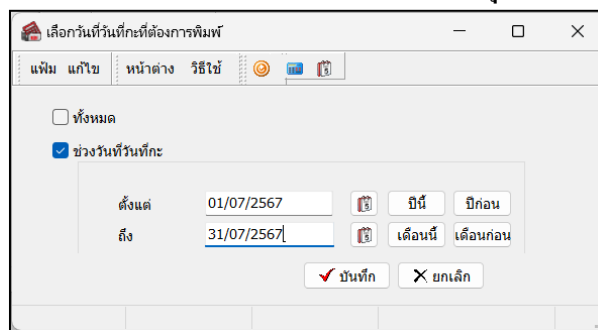 เลือกวันที่วันที่กะที่ต้องการพิมพ์
แฟ้ม แก้ไข หน้าต่าง วิธีใช้
ทั้งหมด
ช่วงวันที่วันที่กะ
ตั้งแต่ 01/07/2567 ปีนี้ ปีก่อน
ถึง 31/07/2567 เดือนนี้ เดือนก่อน
บันทึก ยกเลิก